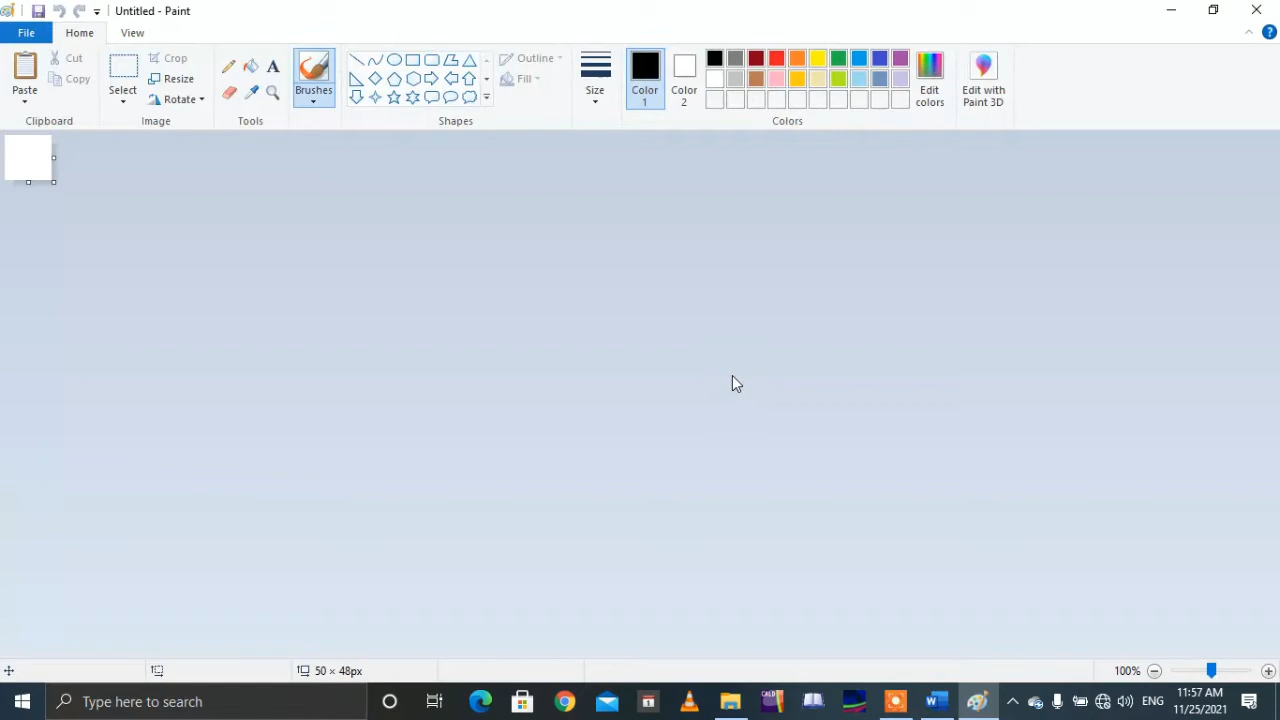 Untitled - Paint
File Home View
Paste
Cut
Copy
Clipboard
Select
Crop
Resize
Rotate
Image
A
Tools
Brushes
Shapes
Outline
Fill
Size
Color 1
Color 2
Colors
Edit colors
Edit with Paint 3D
50 × 48px
100%
Type here to search
1
CALD
ENG
11:57 AM
11/25/2021